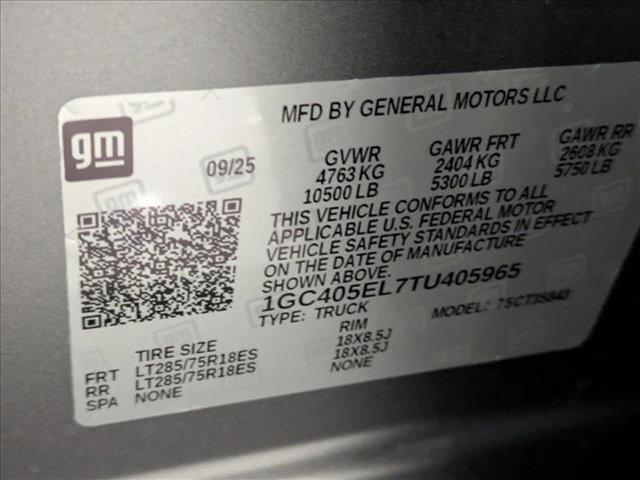 MFD BY GENERAL MOTORS LLC
gm
09/25
GVWR GAWR FRT GAWR RR
4763 KG 2404 KG 2608 KG
10500 LB 5300 LB 5750 LB
THIS VEHICLE CONFORMS TO ALL
APPLICABLE U.S. FEDERAL MOTOR
VEHICLE SAFETY STANDARDS IN EFFECT
ON THE DATE OF MANUFACTURE
SHOWN ABOVE.
1GC405EL7TU405965
TYPE: TRUCK MODEL:
TIRE SIZE RIM
FRT LT285/75R18ES 18X8.5J
RR LT285/75R18ES 18X8.5J
SPA NONE NONE